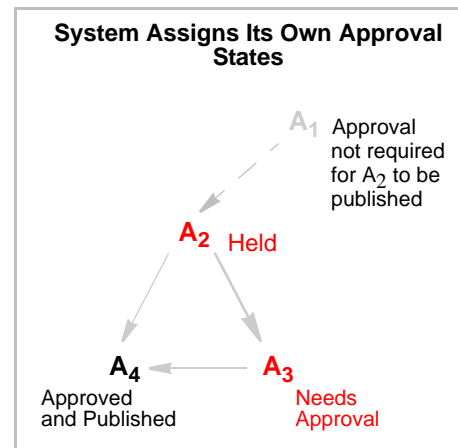 System Assigns Its Own Approval
States
A1 Approval
not required
for A2 to be
published
A2 Held
A4
Approved
and Published
A3
Needs
Approval